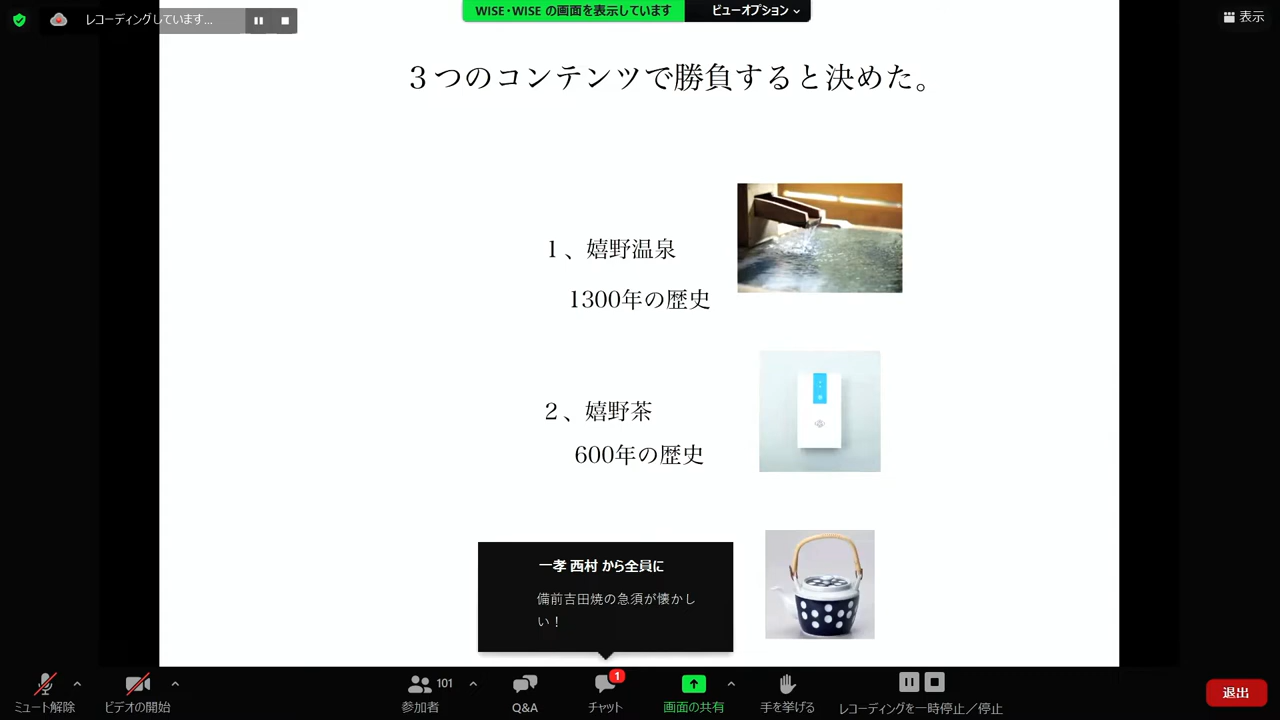 レコーディングしています...
WISE・WISE の画面を表示しています
ビューオプション
表示
３つのコンテンツで勝負すると決めた。
１、嬉野温泉
1300年の歴史
２、嬉野茶
600年の歴史
一孝 西村 から全員に
備前吉田焼の急須が懐かし
い！
ミュート解除
ビデオの開始
101
参加者
Q&A
1
チャット
画面の共有
手を挙げる
レコーディングを一時停止／停止
退出